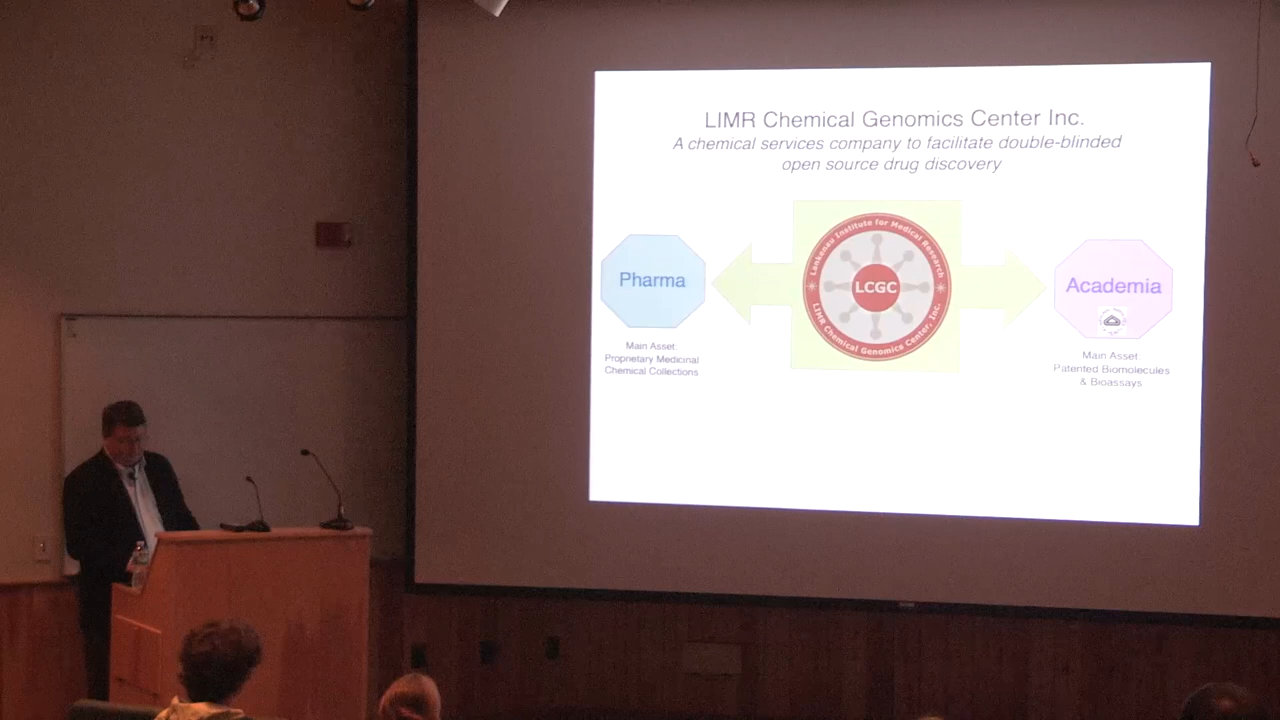 LIMR Chemical Genomics Center Inc.
A chemical services company to facilitate double-blinded
open source drug discovery
Pharma
Main Asset:
Proprietary Medicinal
Chemical Collections
Lankenau Institute for Medical Research
LCGC
LIMR Chemical Genomics Center, Inc.
Academia
Main Asset
Patented Biomolecules
& Bioassays